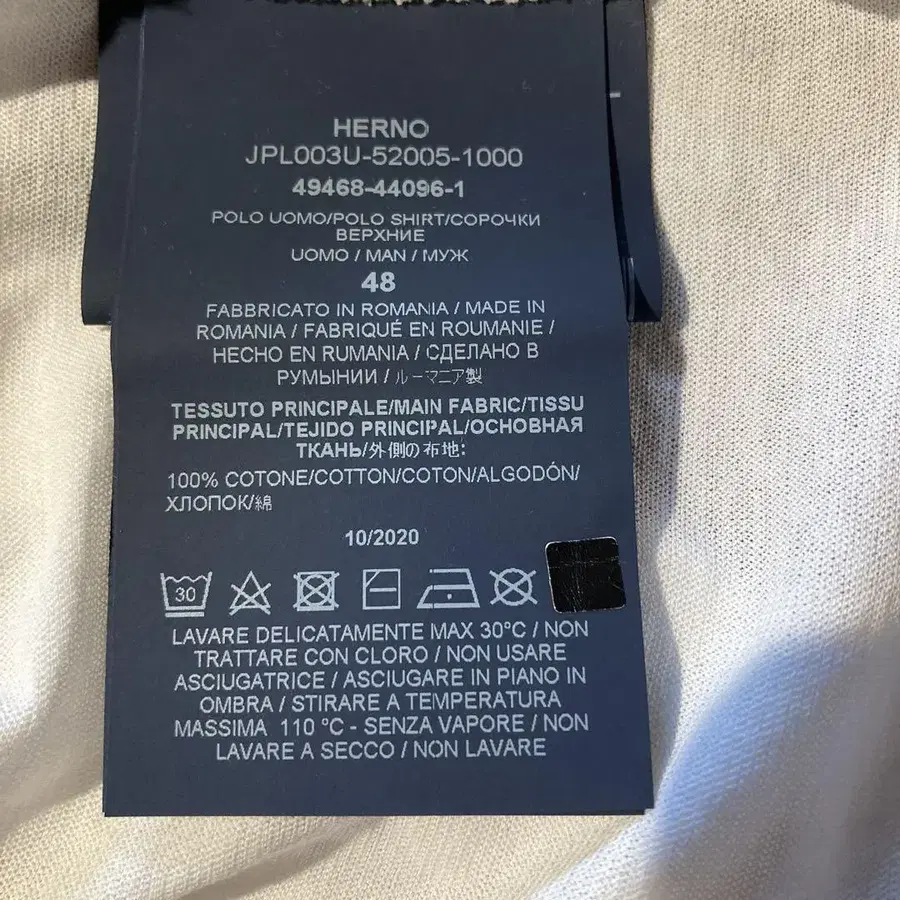 HERNO
JPL003U-52005-1000
49468-44096-1
POLO UOMO/POLO SHIRT/СОРОЧКИ
ВЕРХНИЕ
UOMO / MAN / МУЖ
48
FABBRICATO IN ROMANIA / MADE IN
ROMANIA / FABRIQUÉ EN ROUMANIE /
HECHO EN RUMANIA / СДЕЛАНО В
РУМЫНИИ / ルーマニア製
TESSUTO PRINCIPALE/MAIN FABRIC/TISSU
PRINCIPAL/TEJIDO PRINCIPAL/ОСНОВНАЯ
ТКАНЬ/外側の布地:
100% COTONE/COTTON/COTON/ALGODÓN/
ХЛОПОК/綿
10/2020
30
LAVARE DELICATAMENTE MAX 30°C / NON
TRATTARE CON CLORO / NON USARE
ASCIUGATRICE / ASCIUGARE IN PIANO IN
OMBRA / STIRARE A TEMPERATURA
MASSIMA 110 °C - SENZA VAPORE / NON
LAVARE A SECCO / NON LAVARE